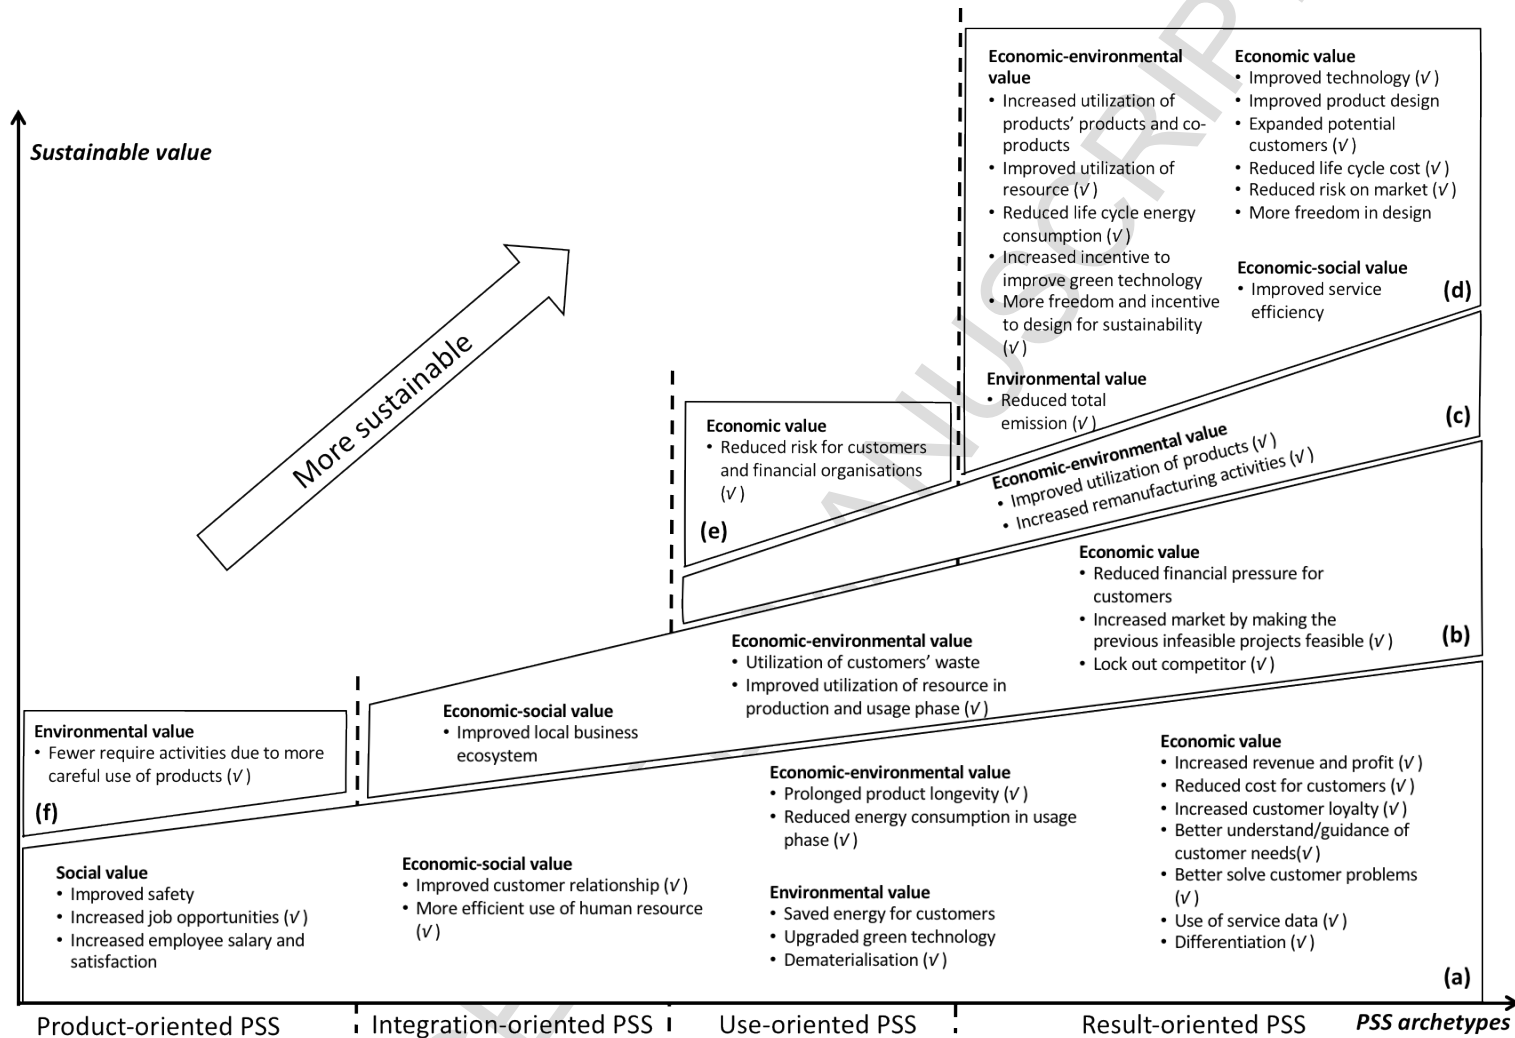 Sustainable value
More sustainable
Economic-environmental
value
• Increased utilization of
products’ products and co-
products
• Improved utilization of
resource (√)
• Reduced life cycle energy
consumption (√)
• Increased incentive to
improve green technology
• More freedom and incentive
to design for sustainability
(√)
Environmental value
• Reduced total
emission (√)
Economic value
• Improved technology (√)
• Improved product design
• Expanded potential
customers (√)
• Reduced life cycle cost (√)
• Reduced risk on market (√)
• More freedom in design
Economic-social value
• Improved service
efficiency
(d)
Economic value
• Reduced risk for customers
and financial organisations
(√)
(e)
Economic-environmental value
• Improved utilization of products (√)
• Increased remanufacturing activities (√)
(c)
Economic value
• Reduced financial pressure for
customers
• Increased market by making the
previous infeasible projects feasible (√)
• Lock out competitor (√)
(b)
Economic-environmental value
• Utilization of customers’ waste
• Improved utilization of resource in
production and usage phase (√)
Economic-social value
• Improved local business
ecosystem
Environmental value
• Fewer require activities due to more
careful use of products (√)
(f)
Social value
• Improved safety
• Increased job opportunities (√)
• Increased employee salary and
satisfaction
Economic-social value
• Improved customer relationship (√)
• More efficient use of human resource
(√)
Economic-environmental value
• Prolonged product longevity (√)
• Reduced energy consumption in usage
phase (√)
Environmental value
• Saved energy for customers
• Upgraded green technology
• Dematerialisation (√)
Economic value
• Increased revenue and profit (√)
• Reduced cost for customers (√)
• Increased customer loyalty (√)
• Better understand/guidance of
customer needs(√)
• Better solve customer problems
(√)
• Use of service data (√)
• Differentiation (√)
(a)
Product-oriented PSS
Integration-oriented PSS
Use-oriented PSS
Result-oriented PSS
PSS archetypes